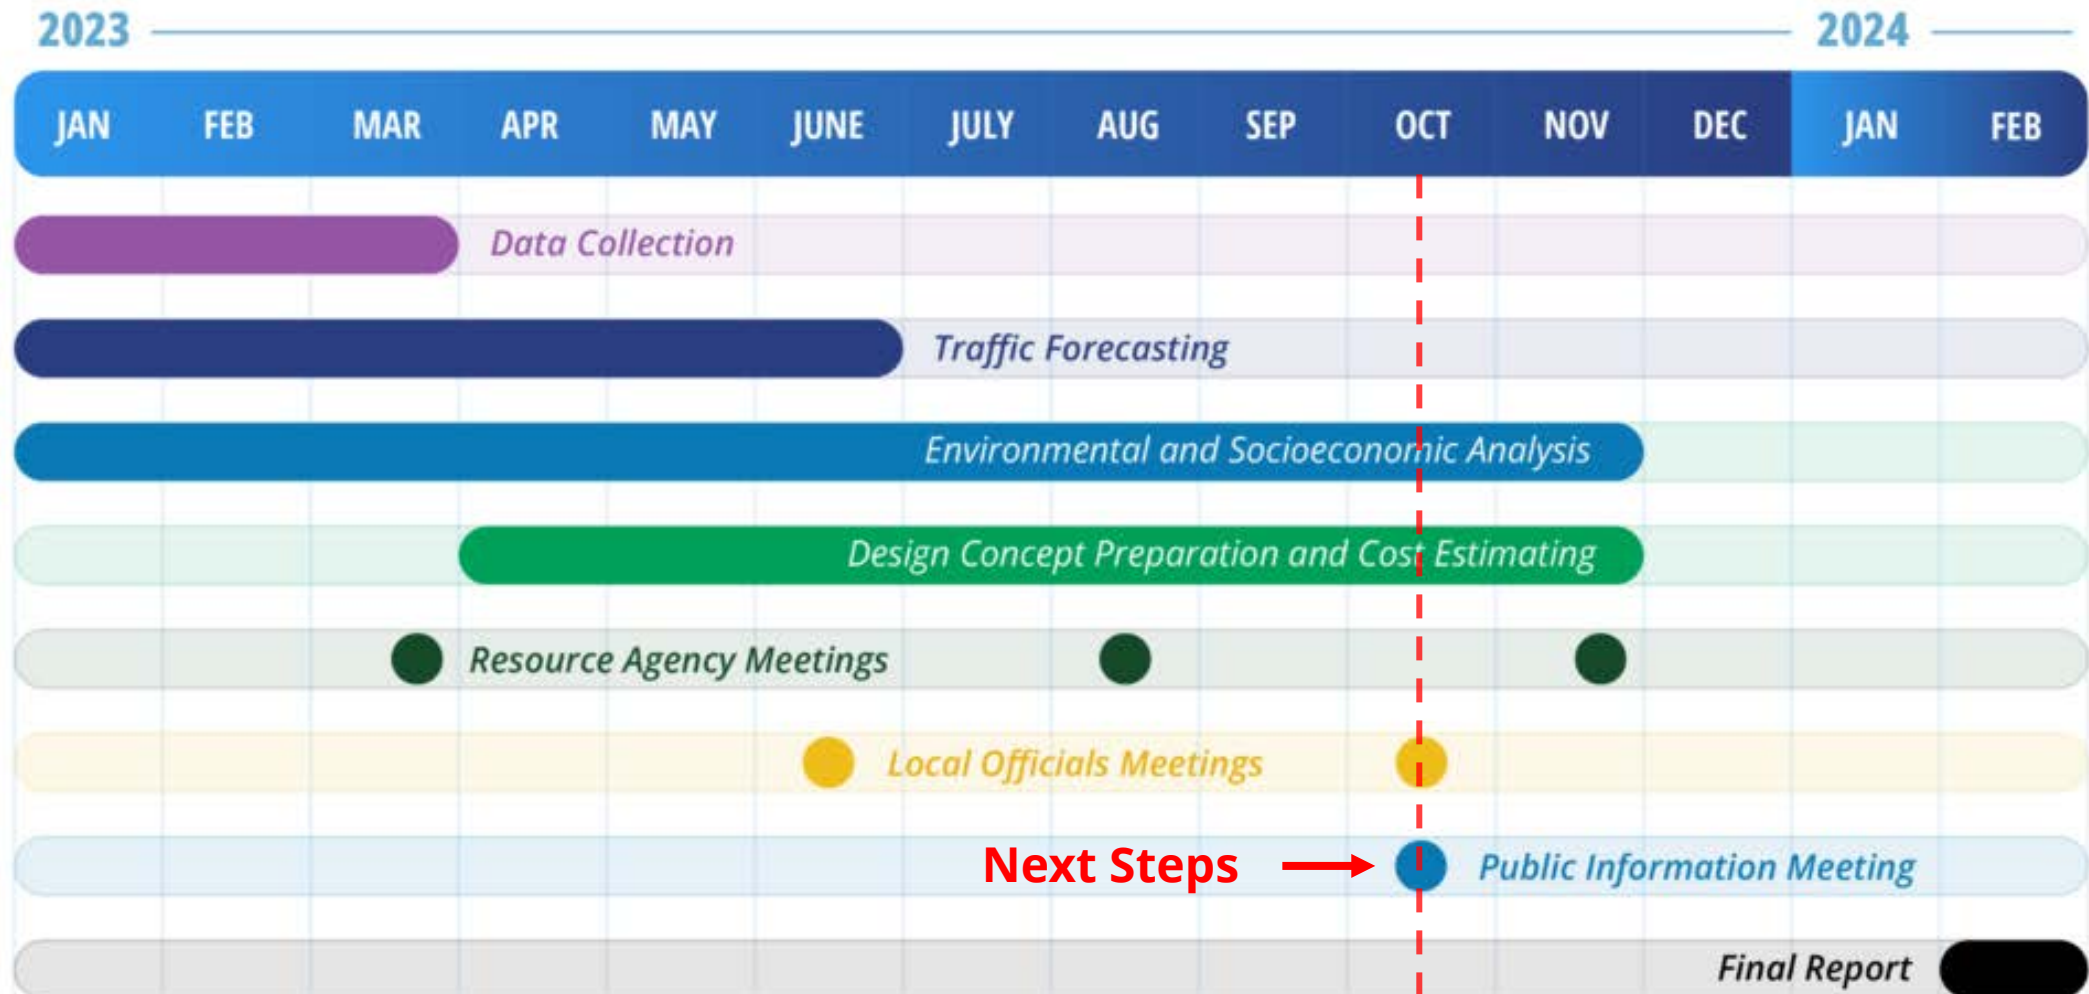 2023 2024
JAN FEB MAR APR MAY JUNE JULY AUG SEP OCT NOV DEC JAN FEB
Data Collection
Traffic Forecasting
Environmental and Socioeconomic Analysis
Design Concept Preparation and Cost Estimating
Resource Agency Meetings
Local Officials Meetings
Next Steps Public Information Meeting
Final Report